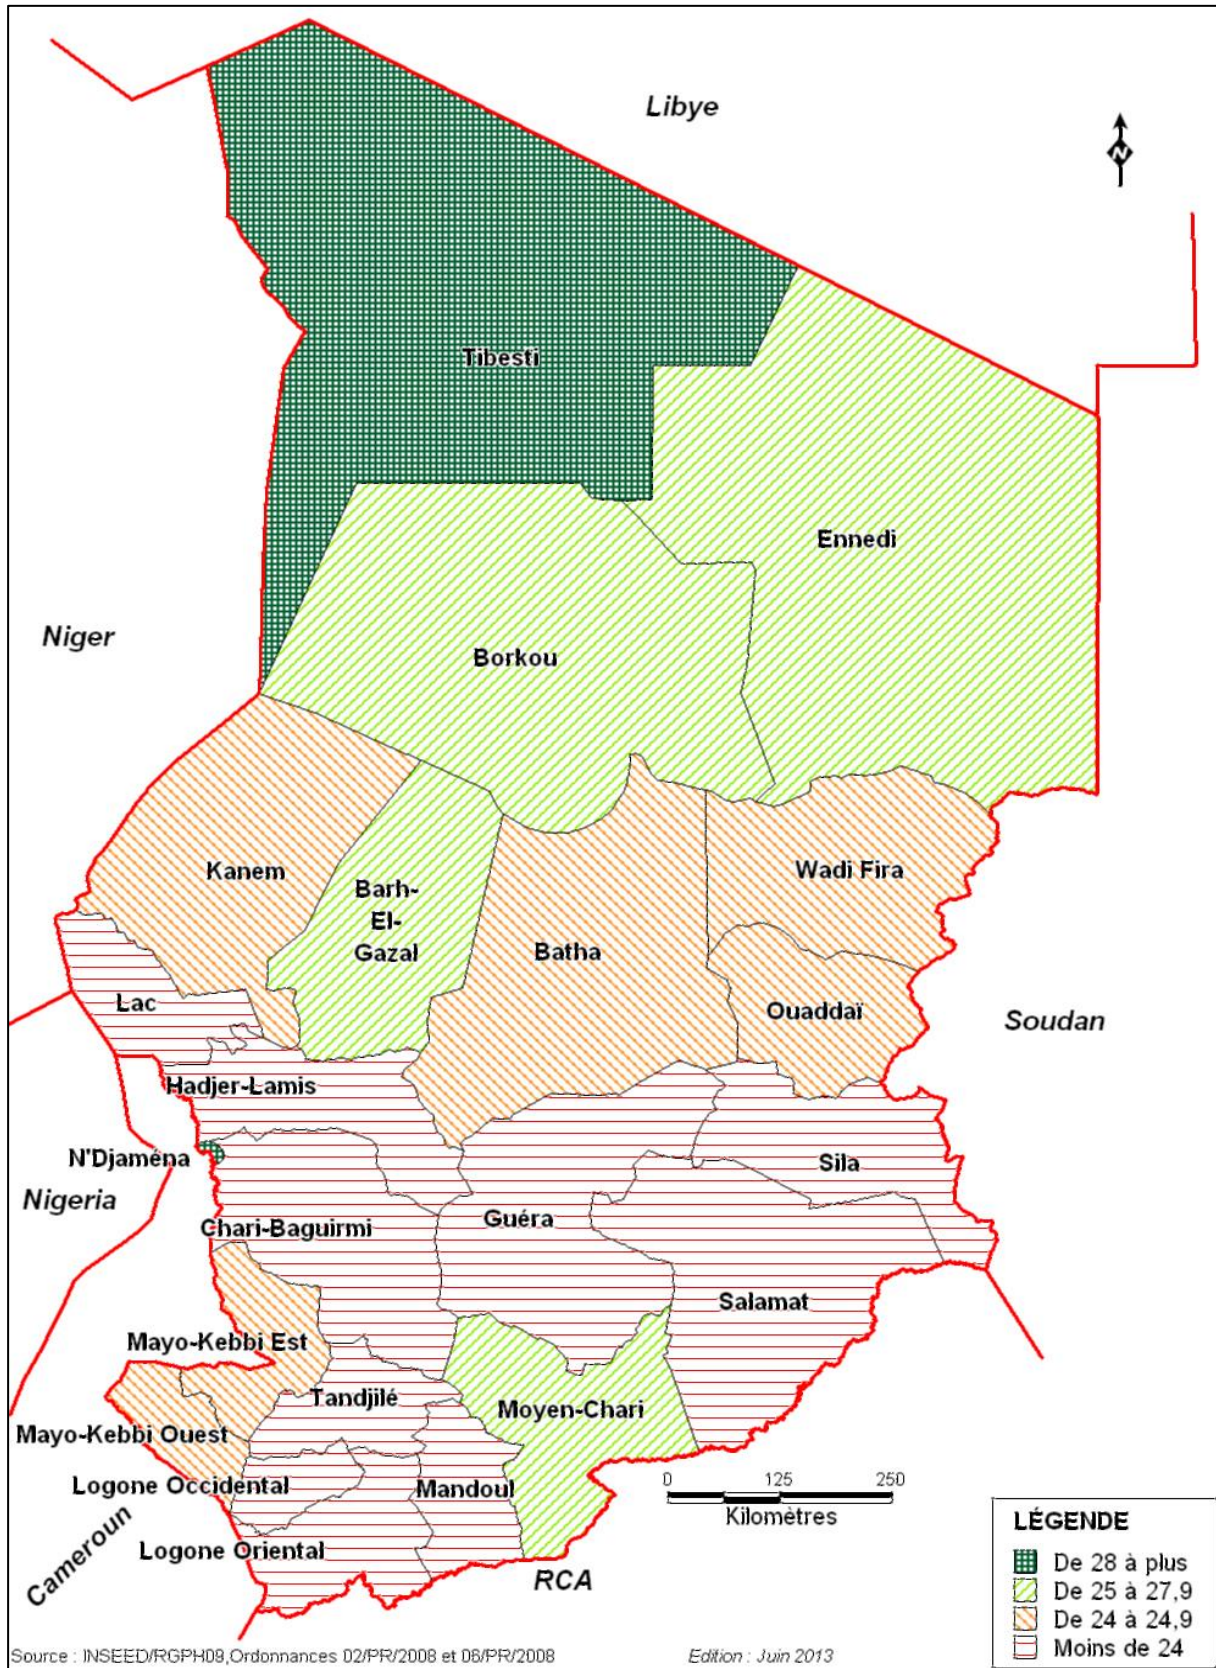 Libye
N
Tibesti
Ennedi
Niger
Borkou
Kanem
Wadi Fira
Barh-
El-
Gazal
Batha
Lac
Ouaddaï
Soudan
Hadjer-Lamis
N'Djaména
Sila
Nigeria
Guéra
Chari-Baguirmi
Salamat
Mayo-Kebbi Est
Tandjilé
Moyen-Chari
Mayo-Kebbi Ouest
Logone Occidental
Mandoul
0 125 250
Kilomètres
Cameroun
Logone Oriental
RCA
LÉGENDE
De 28 à plus
De 25 à 27,9
De 24 à 24,9
Moins de 24
Source : INSEED/RGPH09,Ordonnances 02/PR/2008 et 06/PR/2008
Edition : Juin 2013